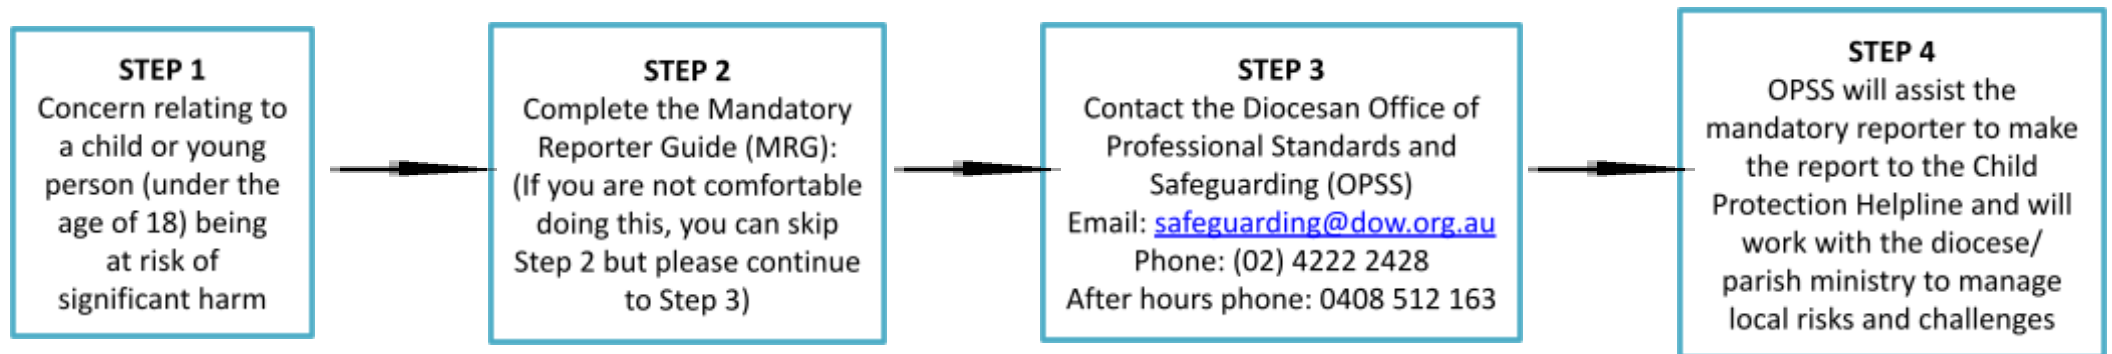 STEP 1
Concern relating to
a child or young
person (under the
age of 18) being
at risk of
significant harm
STEP 2
Complete the Mandatory
Reporter Guide (MRG):
(If you are not comfortable
doing this, you can skip
Step 2 but please continue
to Step 3)
STEP 3
Contact the Diocesan Office of
Professional Standards and
Safeguarding (OPSS)
Email: safeguarding@dow.org.au
Phone: (02) 4222 2428
After hours phone: 0408 512 163
STEP 4
OPSS will assist the
mandatory reporter to make
the report to the Child
Protection Helpline and will
work with the diocese/
parish ministry to manage
local risks and challenges